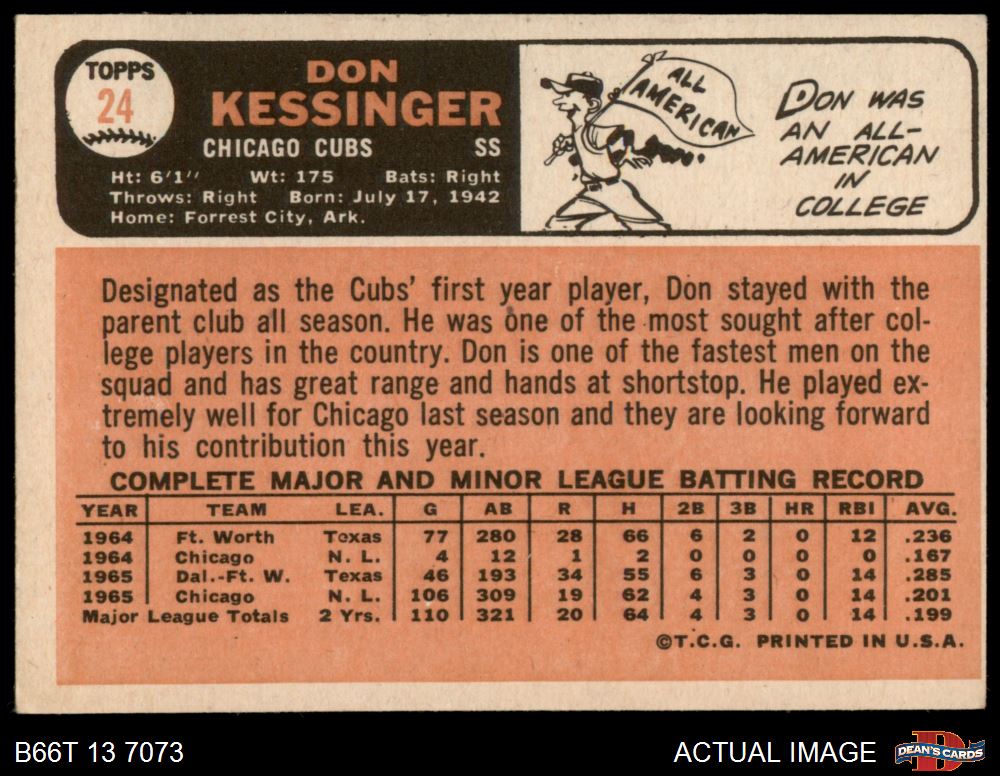 TOPPS
24
DON
KESSINGER
CHICAGO CUBS SS
Ht: 6'1" Wt: 175 Bats: Right
Throws: Right Born: July 17, 1942
Home: Forrest City, Ark.
ALL
AMERICAN
DON WAS
AN ALL-
AMERICAN
IN
COLLEGE
Designated as the Cubs' first year player, Don stayed with the
parent club all season. He was one of the most sought after col-
lege players in the country. Don is one of the fastest men on the
squad and has great range and hands at shortstop. He played ex-
tremely well for Chicago last season and they are looking forward
to his contribution this year.
COMPLETE MAJOR AND MINOR LEAGUE BATTING RECORD
YEAR TEAM LEA. G AB R H 2B 3B HR RBI AVG.
1964 Ft. Worth Texas 77 280 28 66 6 2 0 12 .236
1964 Chicago N. L. 4 12 1 2 0 0 0 0 .167
1965 Dal.-Ft. W. Texas 46 193 34 55 6 3 0 14 .285
1965 Chicago N. L. 106 309 19 62 4 3 0 14 .201
Major League Totals 2 Yrs. 110 321 20 64 4 3 0 14 .199
©T.C.G. PRINTED IN U.S.A.
B66T 13 7073 ACTUAL IMAGE DEAN'S CARDS